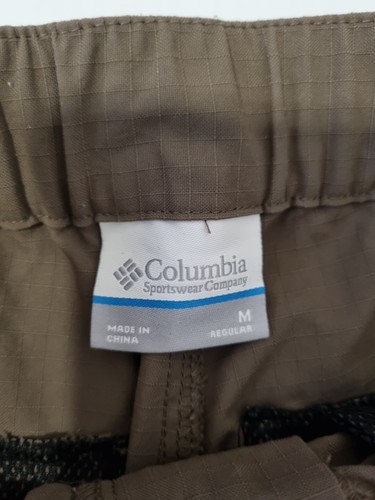 Columbia
Sportswear Company
M
MADE IN
CHINA
REGULAR